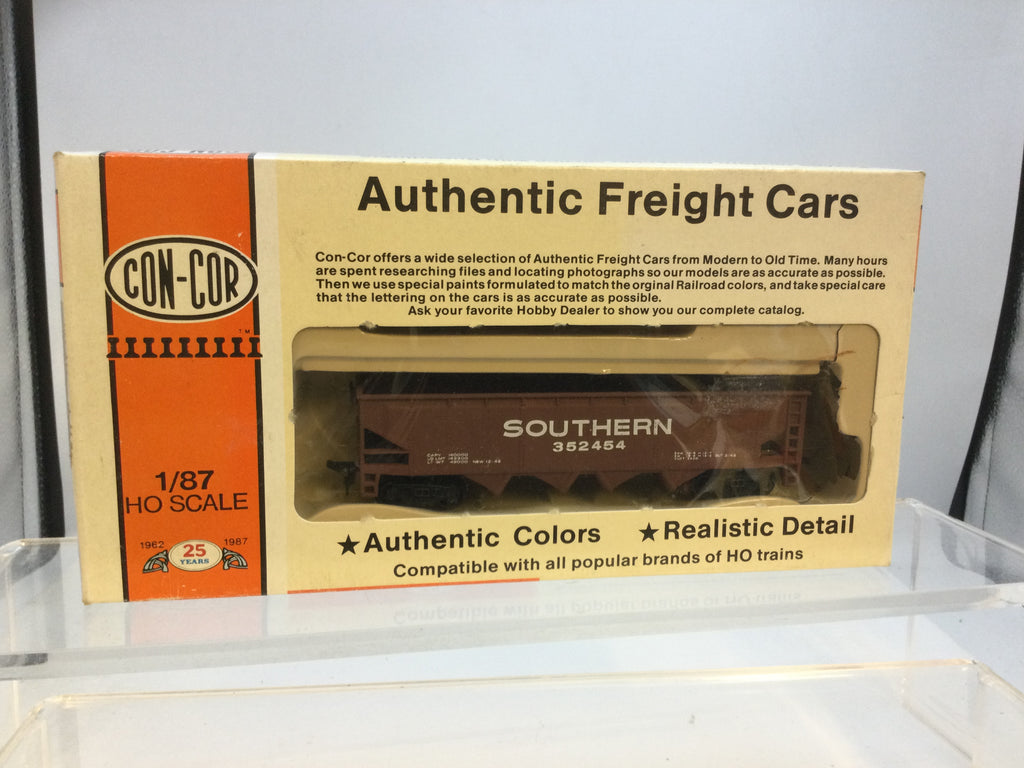 Authentic Freight Cars
Con-Cor offers a wide selection of Authentic Freight Cars from Modern to Old Time. Many hours
are spent researching files and locating photographs so our models are as accurate as possible.
Then we use special paints formulated to match the orginal Railroad colors, and take special care
that the lettering on the cars is as accurate as possible.
Ask your favorite Hobby Dealer to show you our complete catalog.
CON-COR
TM
SOUTHERN
352454
1/87
HO SCALE
1962 25 1987
YEARS
★Authentic Colors ★Realistic Detail
Compatible with all popular brands of HO trains